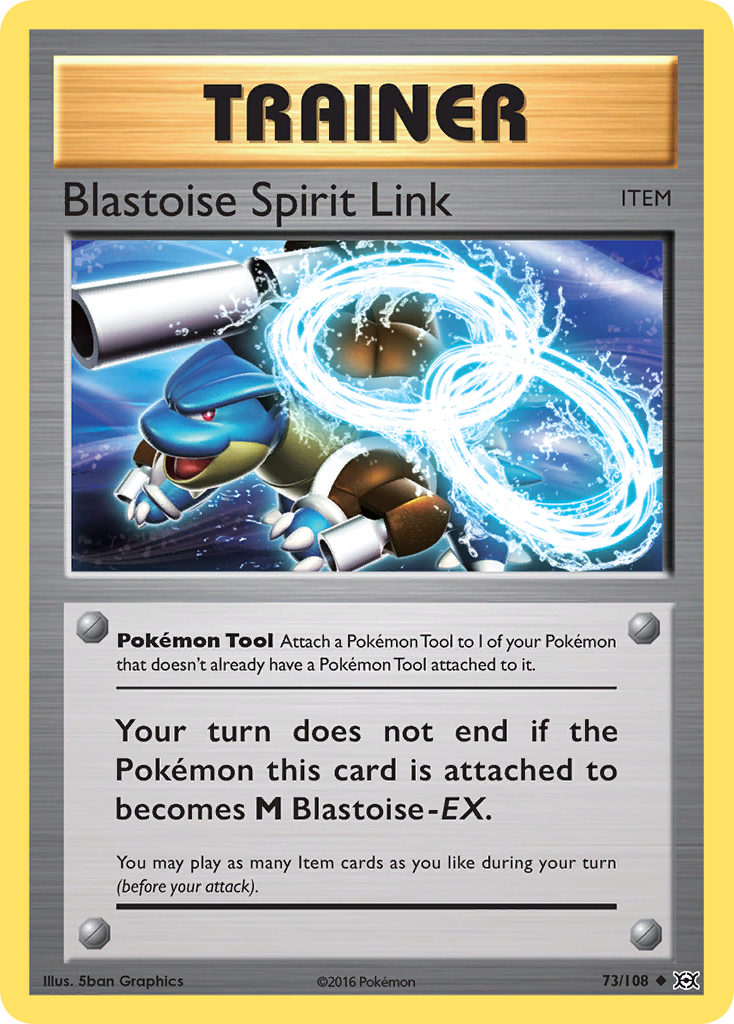 TRAINER
Blastoise Spirit Link
ITEM
Pokémon Tool Attach a Pokémon Tool to 1 of your Pokémon
that doesn't already have a Pokémon Tool attached to it.
Your turn does not end if the
Pokémon this card is attached to
becomes M Blastoise-EX.
You may play as many Item cards as you like during your turn
(before your attack).
Illus. 5ban Graphics
©2016 Pokémon
73/108